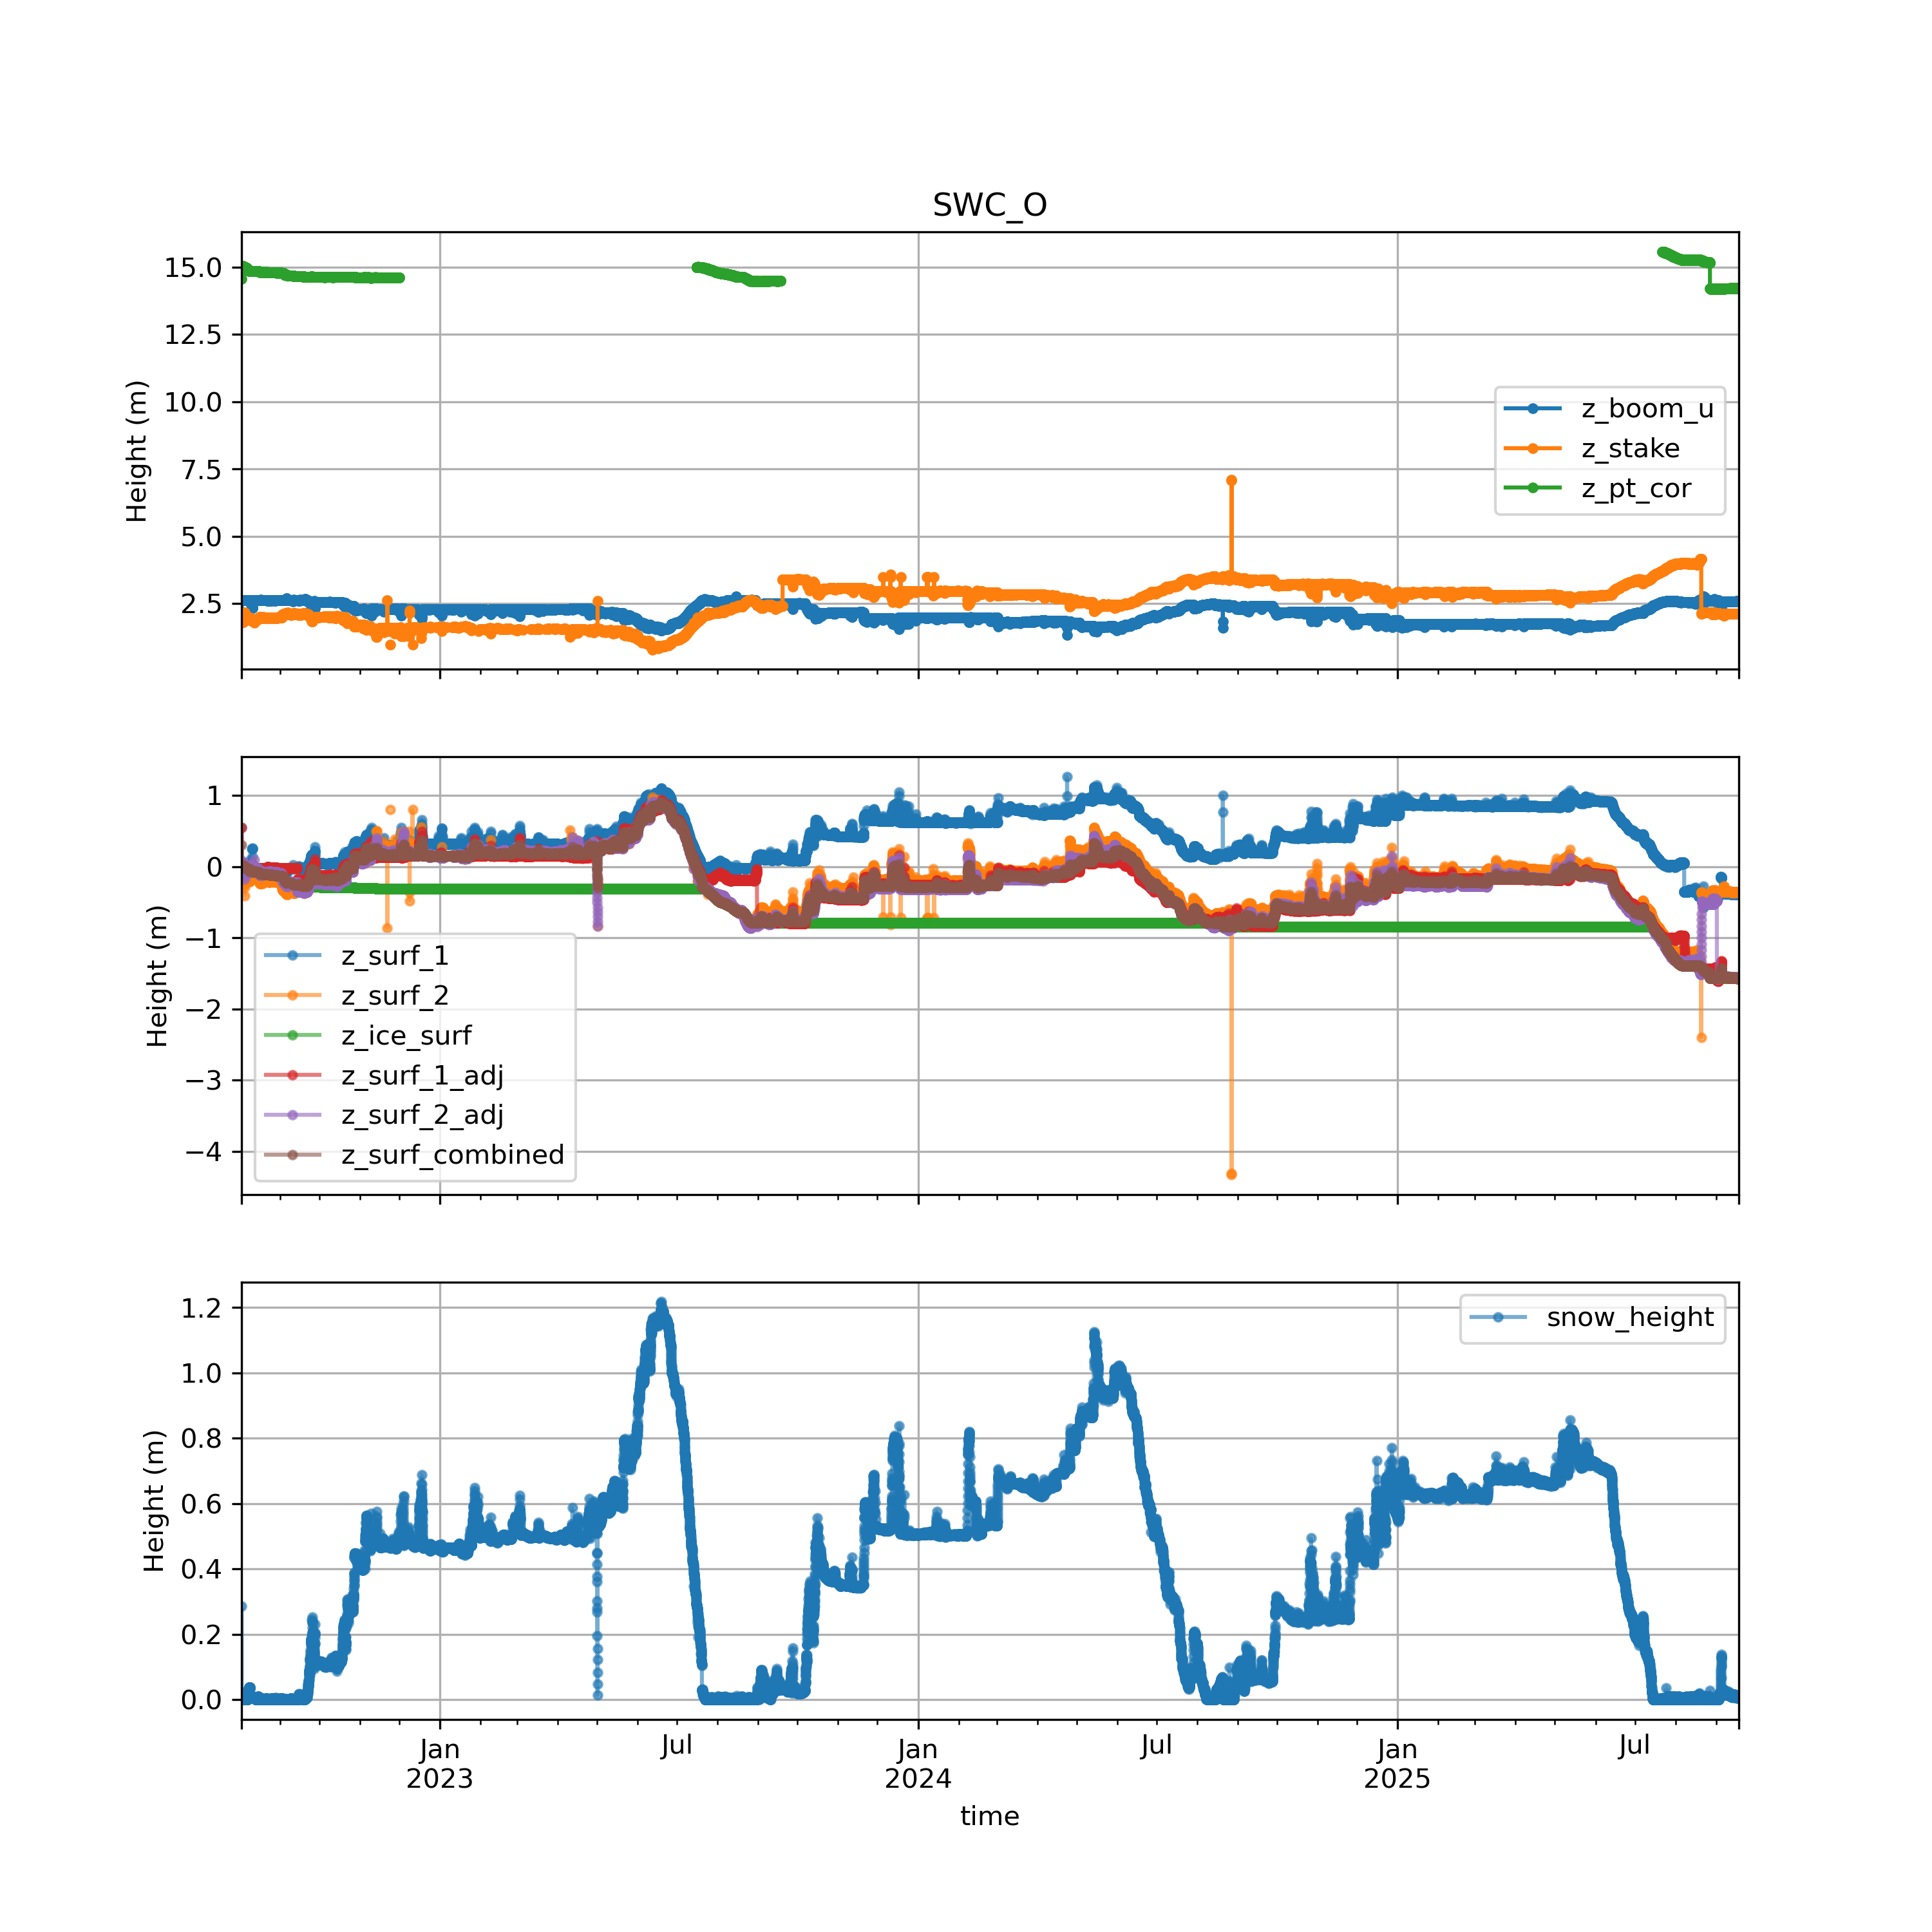 SWC_O
15.0
12.5
10.0
7.5
5.0
2.5
Height (m)
z_boom_u
z_stake
z_pt_cor
1
0
−1
−2
−3
−4
Height (m)
z_surf_1
z_surf_2
z_ice_surf
z_surf_1_adj
z_surf_2_adj
z_surf_combined
1.2
1.0
0.8
0.6
0.4
0.2
0.0
Height (m)
snow_height
Jan Jul Jan Jul Jan Jul
2023 2024 2025
time